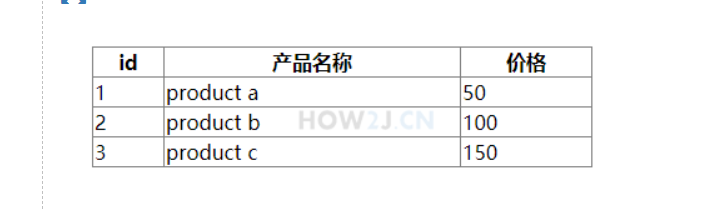 id 产品名称 价格
1 product a 50
2 product b 100
HOW2J.CN
3 product c 150